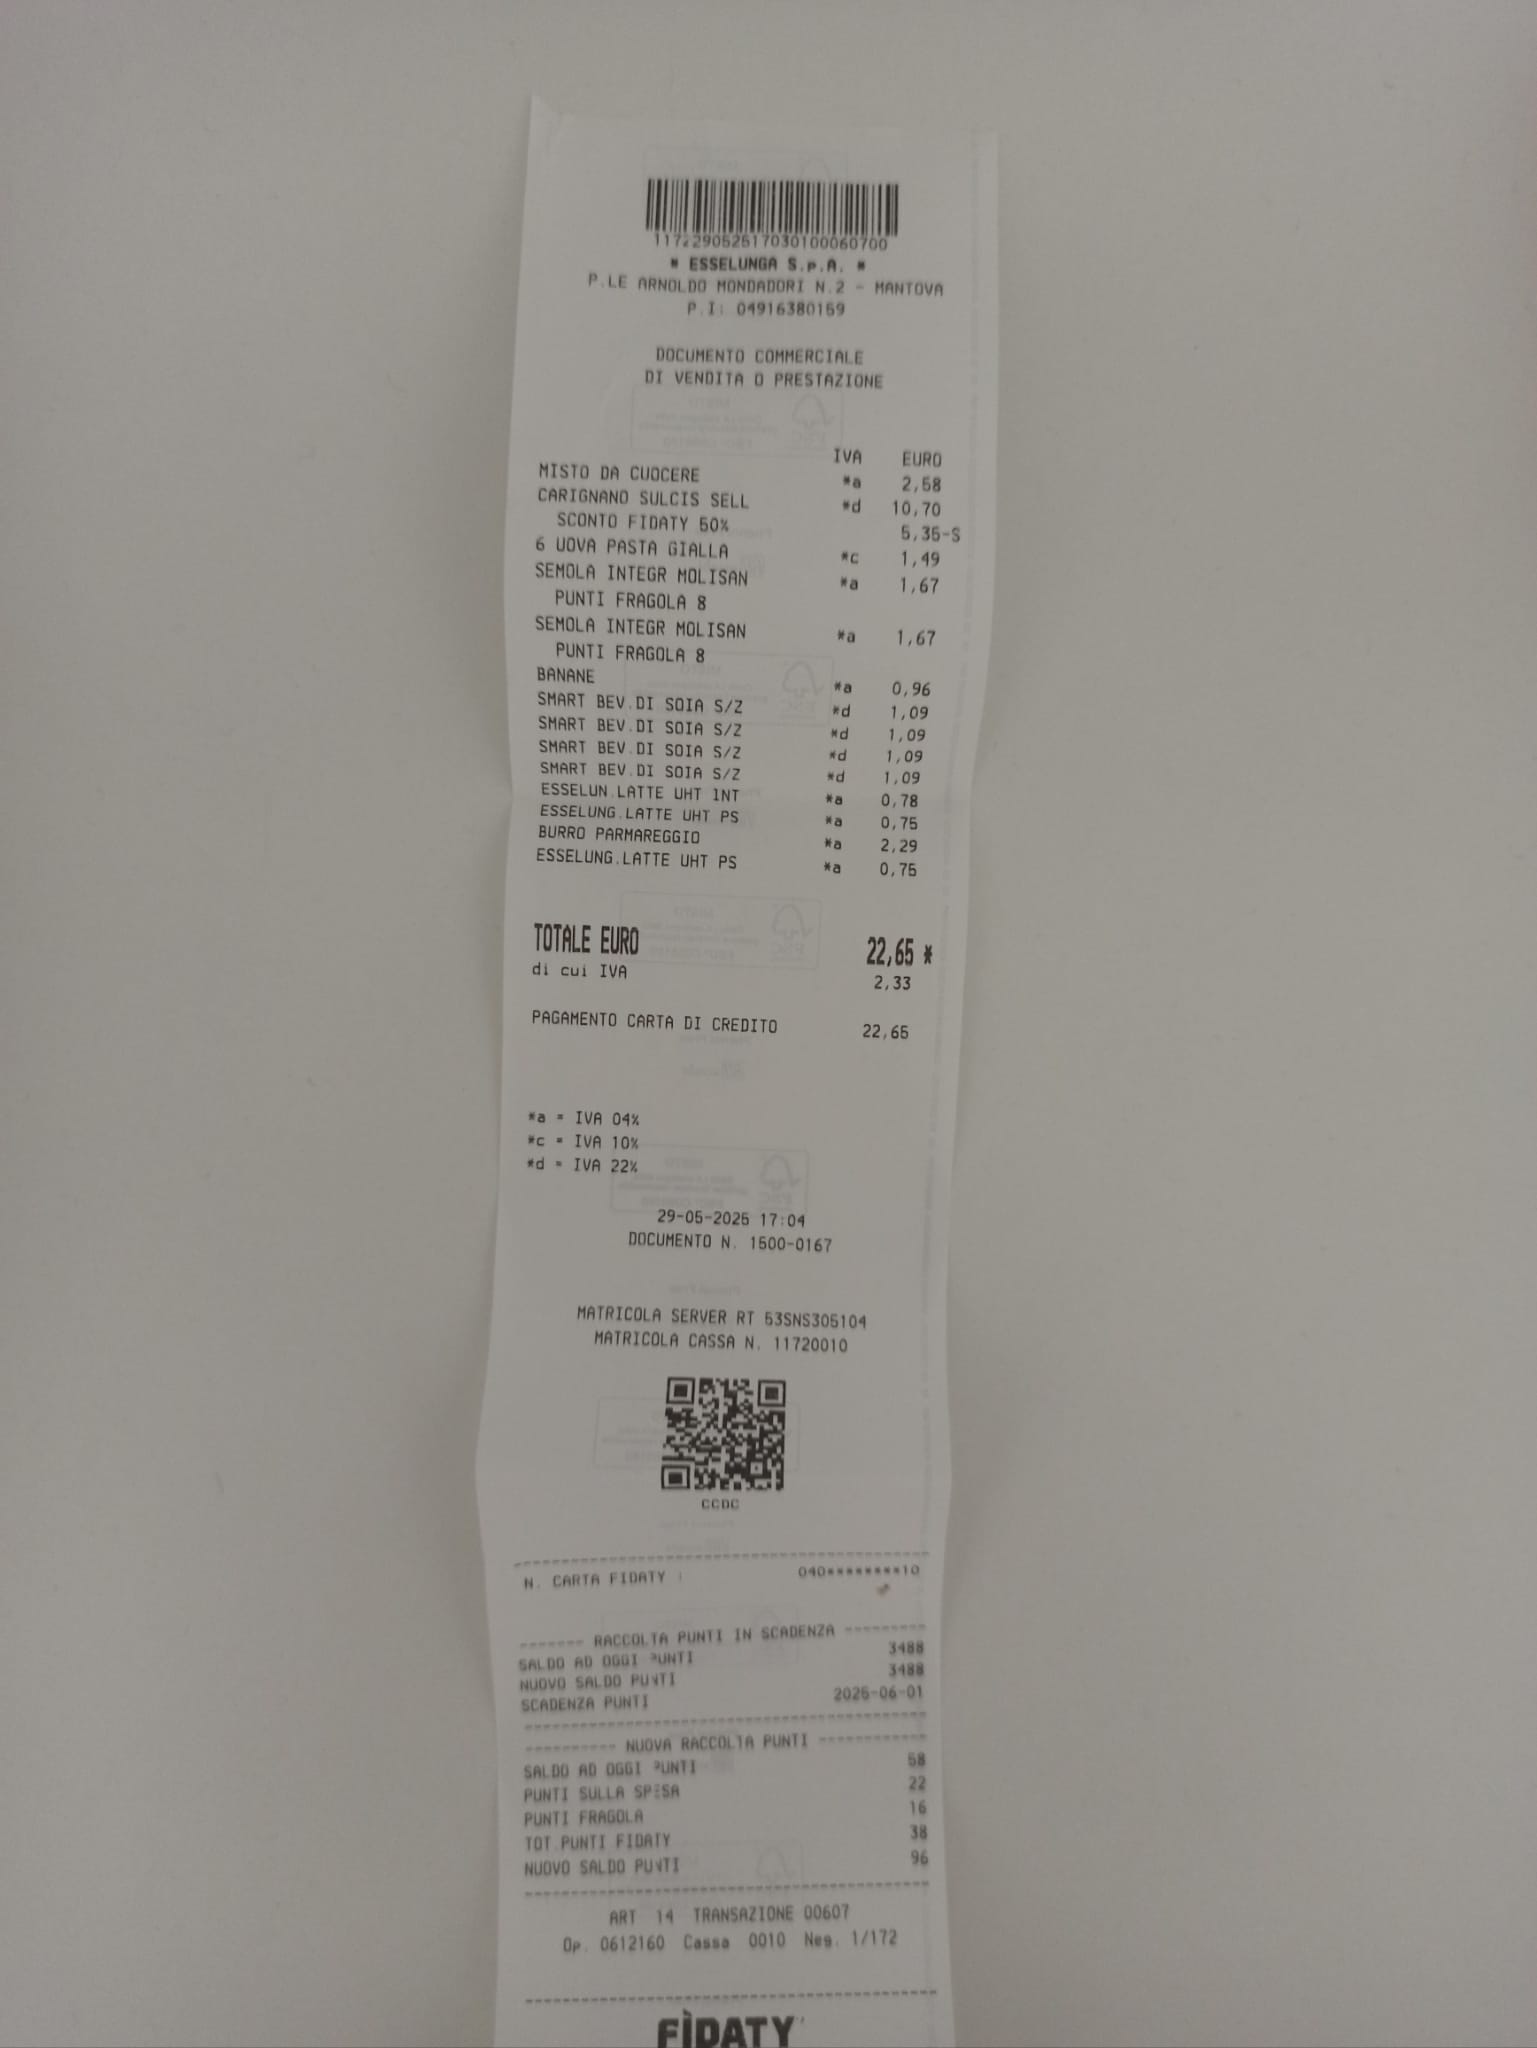 11722905251703010006 0700
* ESSELUNGA S.p.A. *
P.LE ARNOLDO MONDADORI N.2 - MANTOVA
P.I: 04916380159
DOCUMENTO COMMERCIALE
DI VENDITA O PRESTAZIONE
IVA EURO
MISTO DA CUOCERE *a 2,58
CARIGNANO SULCIS SELL *d 10,70
SCONTO FIDATY 50% 5,35-S
6 UOVA PASTA GIALLA *c 1,49
SEMOLA INTEGR MOLISAN *a 1,67
PUNTI FRAGOLA 8
SEMOLA INTEGR MOLISAN *a 1,67
PUNTI FRAGOLA 8
BANANE *a 0,96
SMART BEV.DI SOIA S/Z *d 1,09
SMART BEV.DI SOIA S/Z *d 1,09
SMART BEV.DI SOIA S/Z *d 1,09
SMART BEV.DI SOIA S/Z *d 1,09
ESSELUN.LATTE UHT INT *a 0,78
ESSELUNG.LATTE UHT PS *a 0,75
BURRO PARMAREGGIO *a 2,29
ESSELUNG.LATTE UHT PS *a 0,75
TOTALE EURO 22,65 *
di cui IVA 2,33
PAGAMENTO CARTA DI CREDITO 22,65
*a = IVA 04%
*c = IVA 10%
*d = IVA 22%
29-05-2025 17:04
DOCUMENTO N. 1500-0167
MATRICOLA SERVER RT 53SNS305104
MATRICOLA CASSA N. 11720010
CCDC
N. CARTA FIDATY : 040********10
------- RACCOLTA PUNTI IN SCADENZA ---------
SALDO AD OGGI PUNTI 3488
NUOVO SALDO PUNTI 3488
SCADENZA PUNTI 2025-06-01
---------- NUOVA RACCOLTA PUNTI ------------
SALDO AD OGGI PUNTI 58
PUNTI SULLA SPESA 22
PUNTI FRAGOLA 16
TOT.PUNTI FIDATY 38
NUOVO SALDO PUNTI 96
ART 14 TRANSAZIONE 00607
Op. 0612160 Cassa 0010 Neg. 1/172
FÌDATY